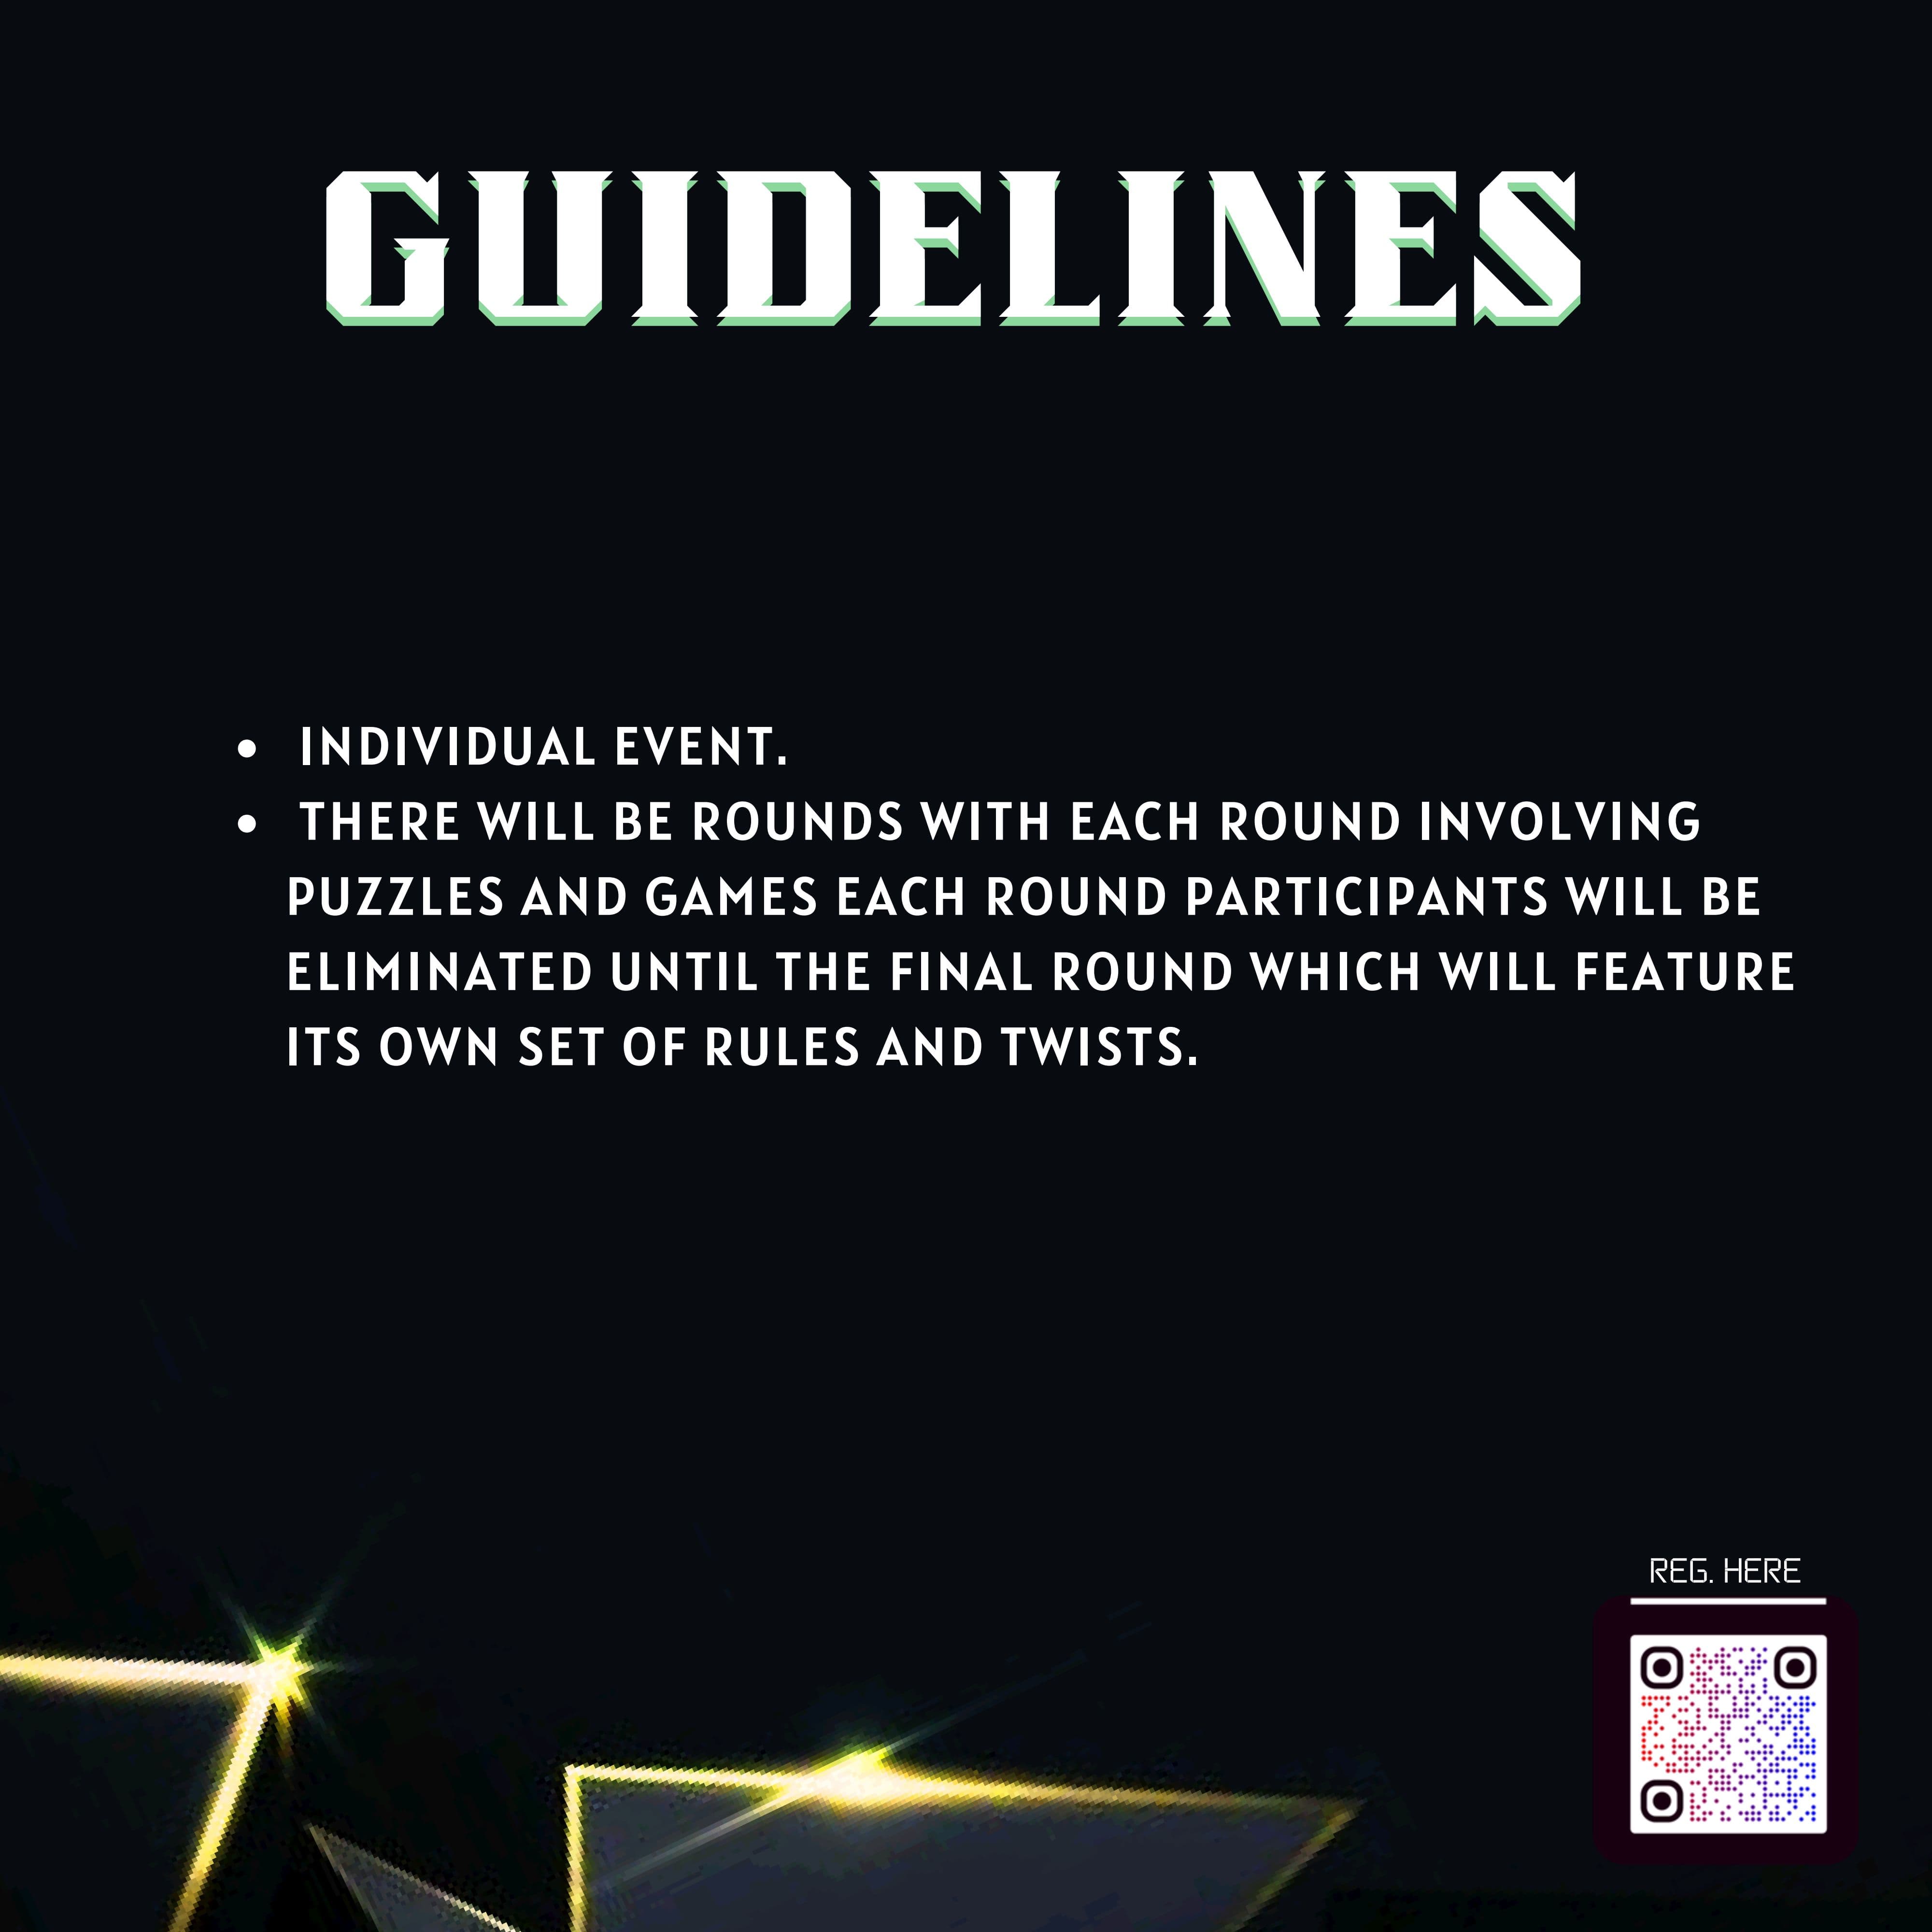 GUIDELINES
• INDIVIDUAL EVENT.
• THERE WILL BE ROUNDS WITH EACH ROUND INVOLVING
PUZZLES AND GAMES EACH ROUND PARTICIPANTS WILL BE
ELIMINATED UNTIL THE FINAL ROUND WHICH WILL FEATURE
ITS OWN SET OF RULES AND TWISTS.
REG. HERE